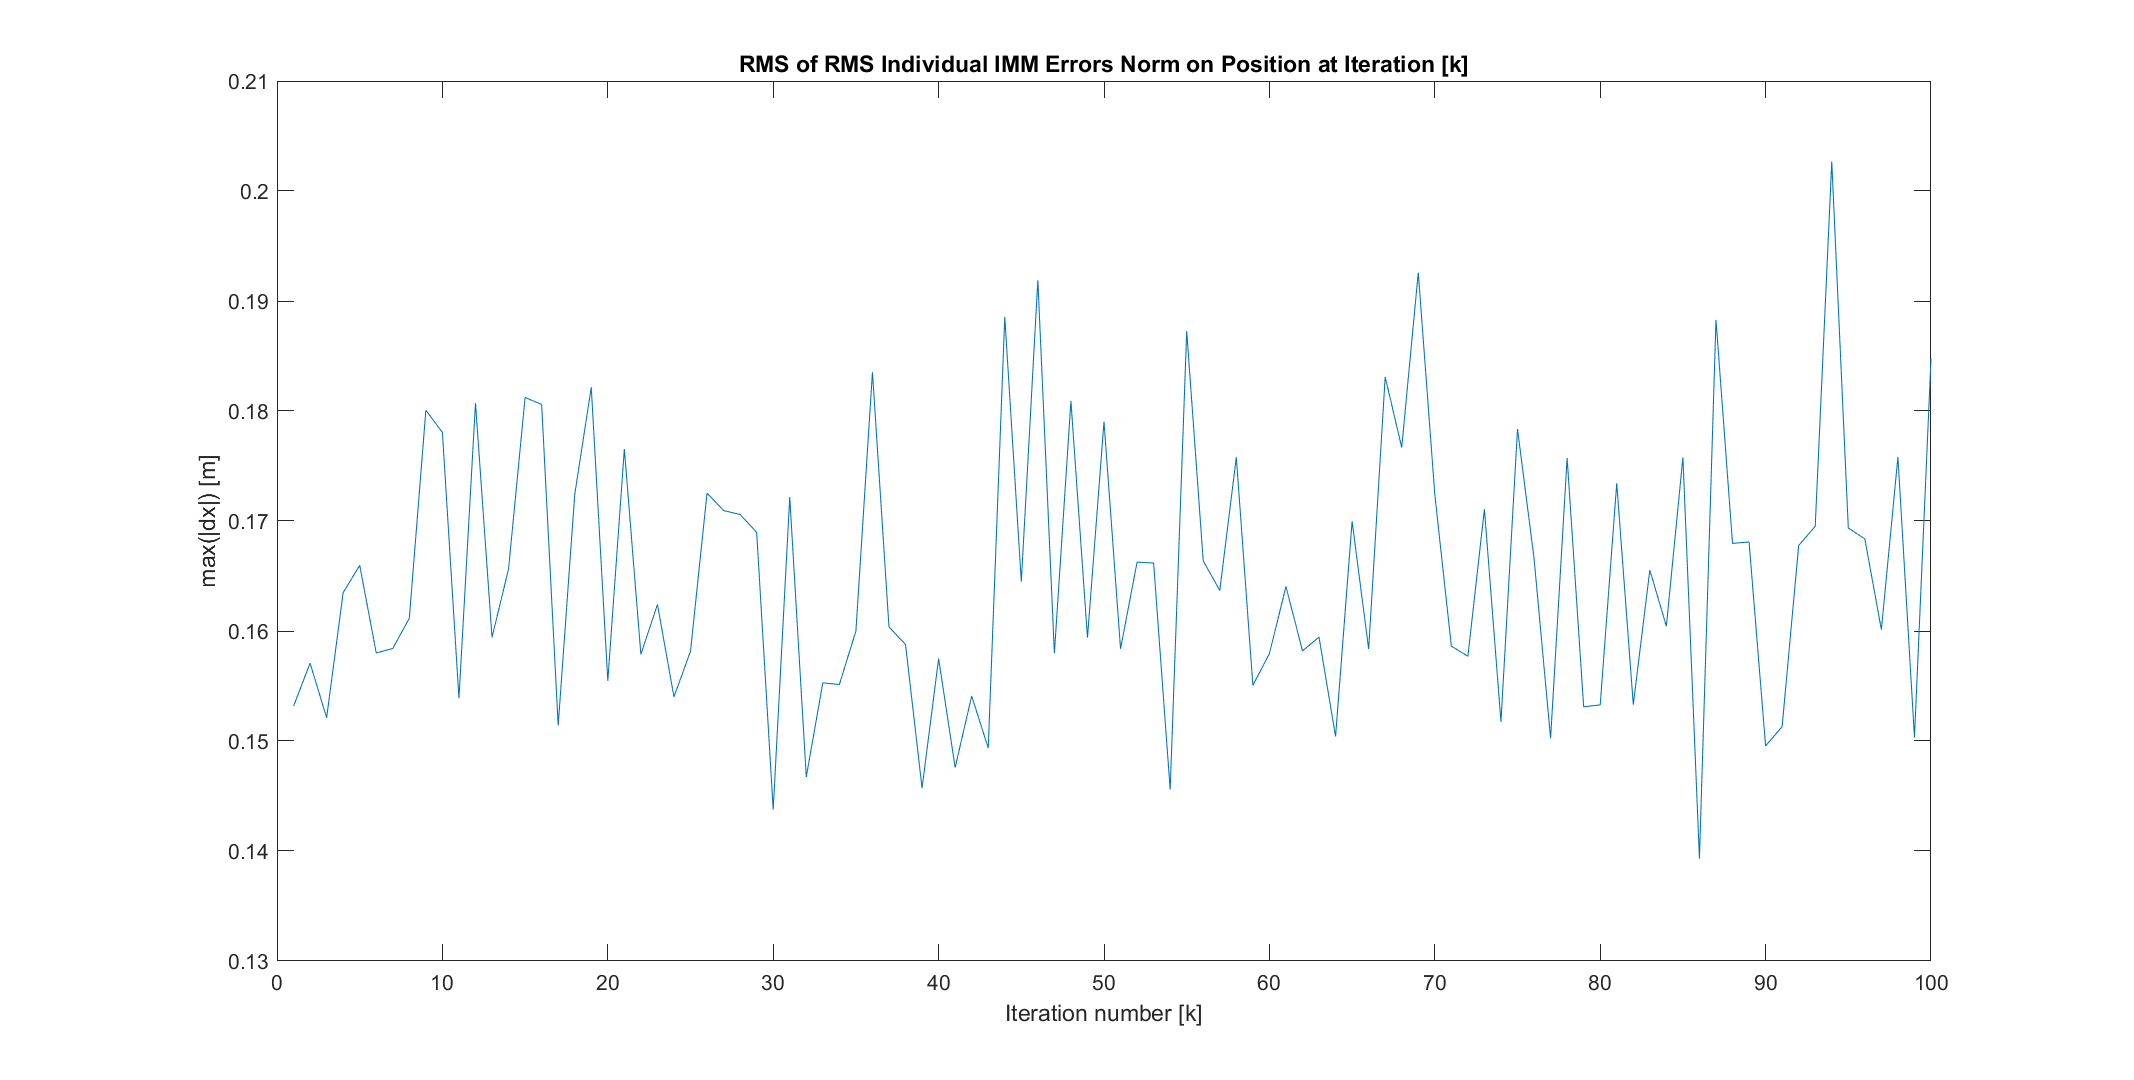 RMS of RMS Individual IMM Errors Norm on Position at Iteration [k]
0.21
0.2
0.19
0.18
0.17
0.16
0.15
0.14
0.13
max(|dx|) [m]
0 10 20 30 40 50 60 70 80 90 100
Iteration number [k]